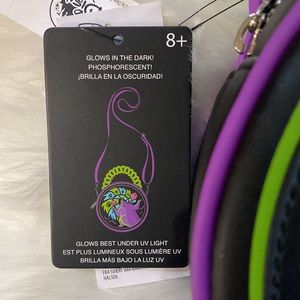 8+
GLOWS IN THE DARK!
PHOSPHORESCENT!
¡BRILLA EN LA OSCURIDAD!
GLOWS BEST UNDER UV LIGHT
EST PLUS LUMINEUX SOUS LUMIÈRE UV
BRILLA MÁS BAJO LA LUZ UV
HALSEN.